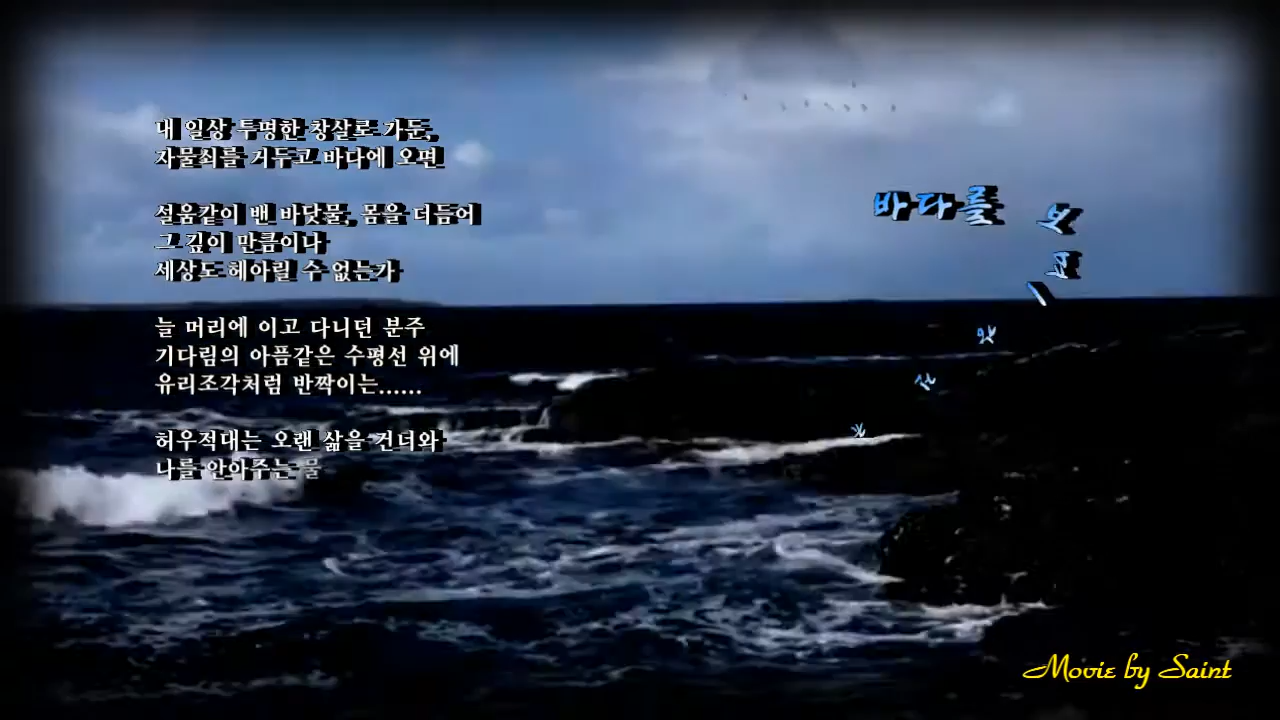 내 일상 투명한 창살로 가둔,
자물쇠를 거두고 바다에 오면
설움같이 밴 바닷물, 몸을 더듬어
그 깊이 만큼이나
세상도 헤아릴 수 없는가
늘 머리에 이고 다니던 분주
기다림의 아픔같은 수평선 위에
유리조각처럼 반짝이는......
허우적대는 오랜 삶을 건너와
나를 안아주는 물
바다를
Movie by Saint